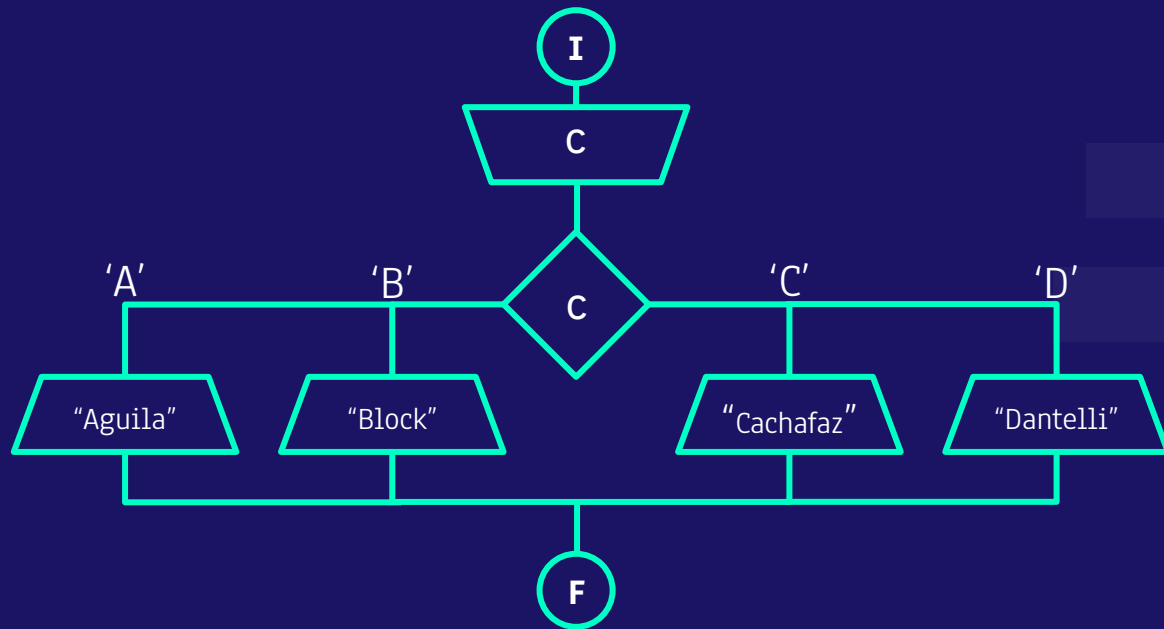 I
C
‘A’
‘B’
C
‘C’
‘D’
“Aguila”
“Block”
“Cachafaz”
“Dantelli”
F